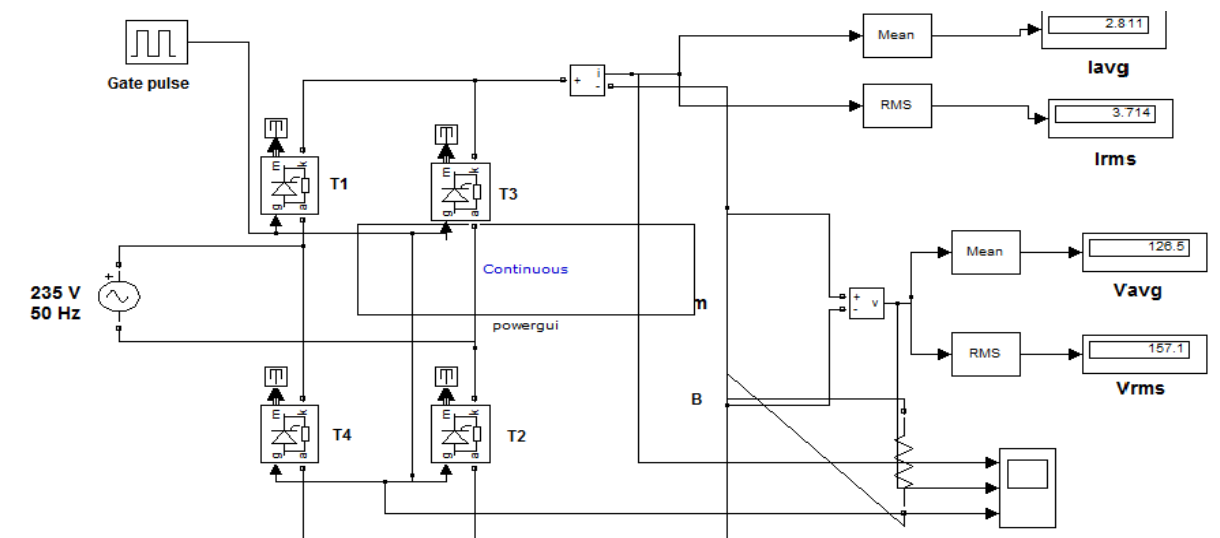 Gate pulse
Mean
2.811
Iavg
RMS
3.714
Irms
i
+
-
m
k
g
a
T1
m
k
g
a
T3
235 V
50 Hz
+
Continuous
m
powergui
+
-
v
Mean
126.5
Vavg
RMS
157.1
Vrms
B
m
k
g
a
T4
m
k
g
a
T2